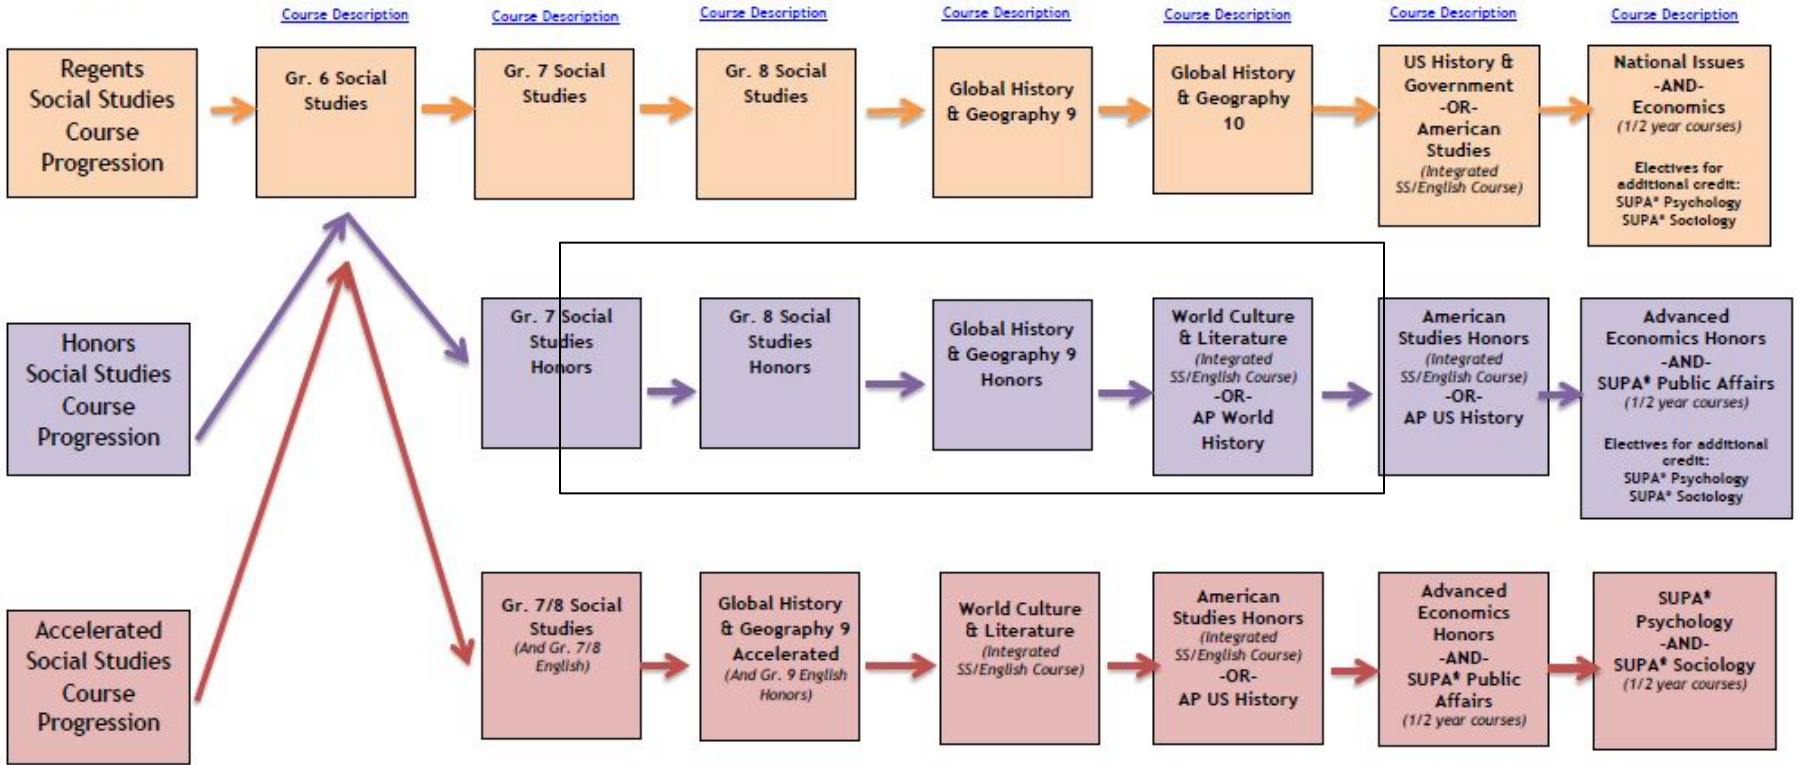 Course Description
Course Description
Course Description
Course Description
Course Description
Course Description
Course Description
Regents
Social Studies
Course
Progression
Gr. 6 Social
Studies
Gr. 7 Social
Studies
Gr. 8 Social
Studies
Global History
& Geography 9
Global History
& Geography
10
US History &
Government
-OR-
American
Studies
(Integrated
SS/English Course)
National Issues
-AND-
Economics
(1/2 year courses)
Electives for
additional credit:
SUPA* Psychology
SUPA* Sociology
Honors
Social Studies
Course
Progression
Gr. 7 Social
Studies
Honors
Gr. 8 Social
Studies
Honors
Global History
& Geography 9
Honors
World Culture
& Literature
(Integrated
SS/English Course)
-OR-
AP World
History
American
Studies Honors
(Integrated
SS/English Course)
-OR-
AP US History
Advanced
Economics Honors
-AND-
SUPA* Public Affairs
(1/2 year courses)
Electives for additional
credit:
SUPA* Psychology
SUPA* Sociology
Accelerated
Social Studies
Course
Progression
Gr. 7/8 Social
Studies
(And Gr. 7/8
English)
Global History
& Geography 9
Accelerated
(And Gr. 9 English
Honors)
World Culture
& Literature
(Integrated
SS/English Course)
American
Studies Honors
(Integrated
SS/English Course)
-OR-
AP US History
Advanced
Economics
Honors
-AND-
SUPA* Public
Affairs
(1/2 year courses)
SUPA*
Psychology
-AND-
SUPA* Sociology
(1/2 year courses)